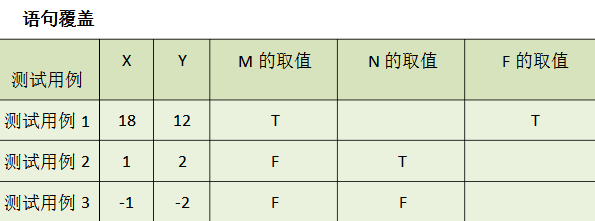 语句覆盖
测试用例 X Y M 的取值 N 的取值 F 的取值
测试用例 1 18 12 T T
测试用例 2 1 2 F T
测试用例 3 -1 -2 F F